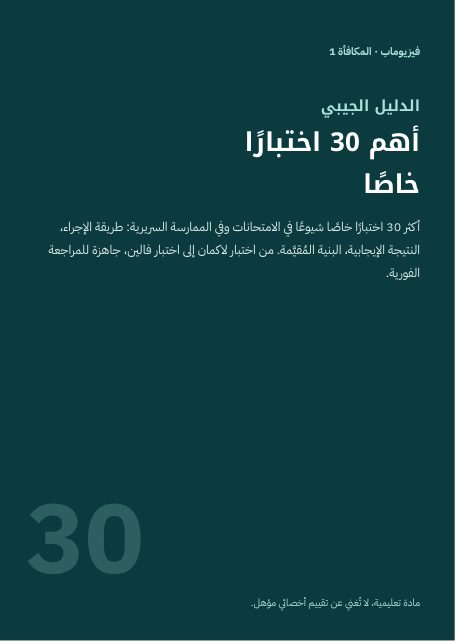 فيزيوماب · المكافأة 1
الدليل الجيبي
أهم 30 اختبارًا
خاصًا
أكثر 30 اختبارًا خاصًا شيوعًا في الامتحانات وفي الممارسة السريرية: طريقة الإجراء،
النتيجة الإيجابية، البنية المُقيَّمة. من اختبار لاكمان إلى اختبار فالين، جاهزة للمراجعة
الفورية.
30
مادة تعليمية، لا تُغني عن تقييم أخصائي مؤهل.